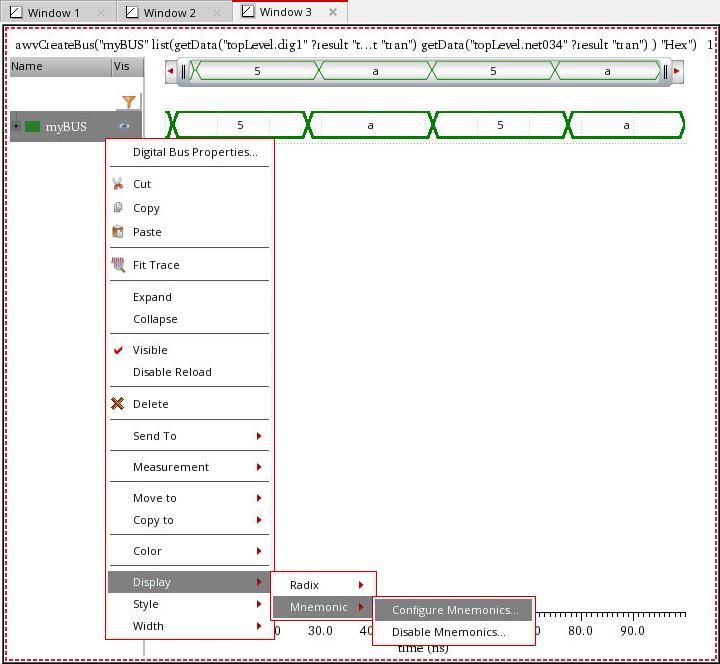 Window 1
Window 2
Window 3
awvCreateBus("myBUS" list(getData("topLevel.dig1" ?result "t...t "tran") getData("topLevel.net034" ?result "tran") ) "Hex") 1
Name Vis
5 a 5 a
myBUS
5 a 5 a
Digital Bus Properties...
Cut
Copy
Paste
Fit Trace
Expand
Collapse
Visible
Disable Reload
Delete
Send To
Measurement
Move to
Copy to
Color
Display
Style
Width
Radix
Mnemonic
Configure Mnemonics...
Disable Mnemonics...
0 30.0 40 0 80.0 90.0
time (ns)